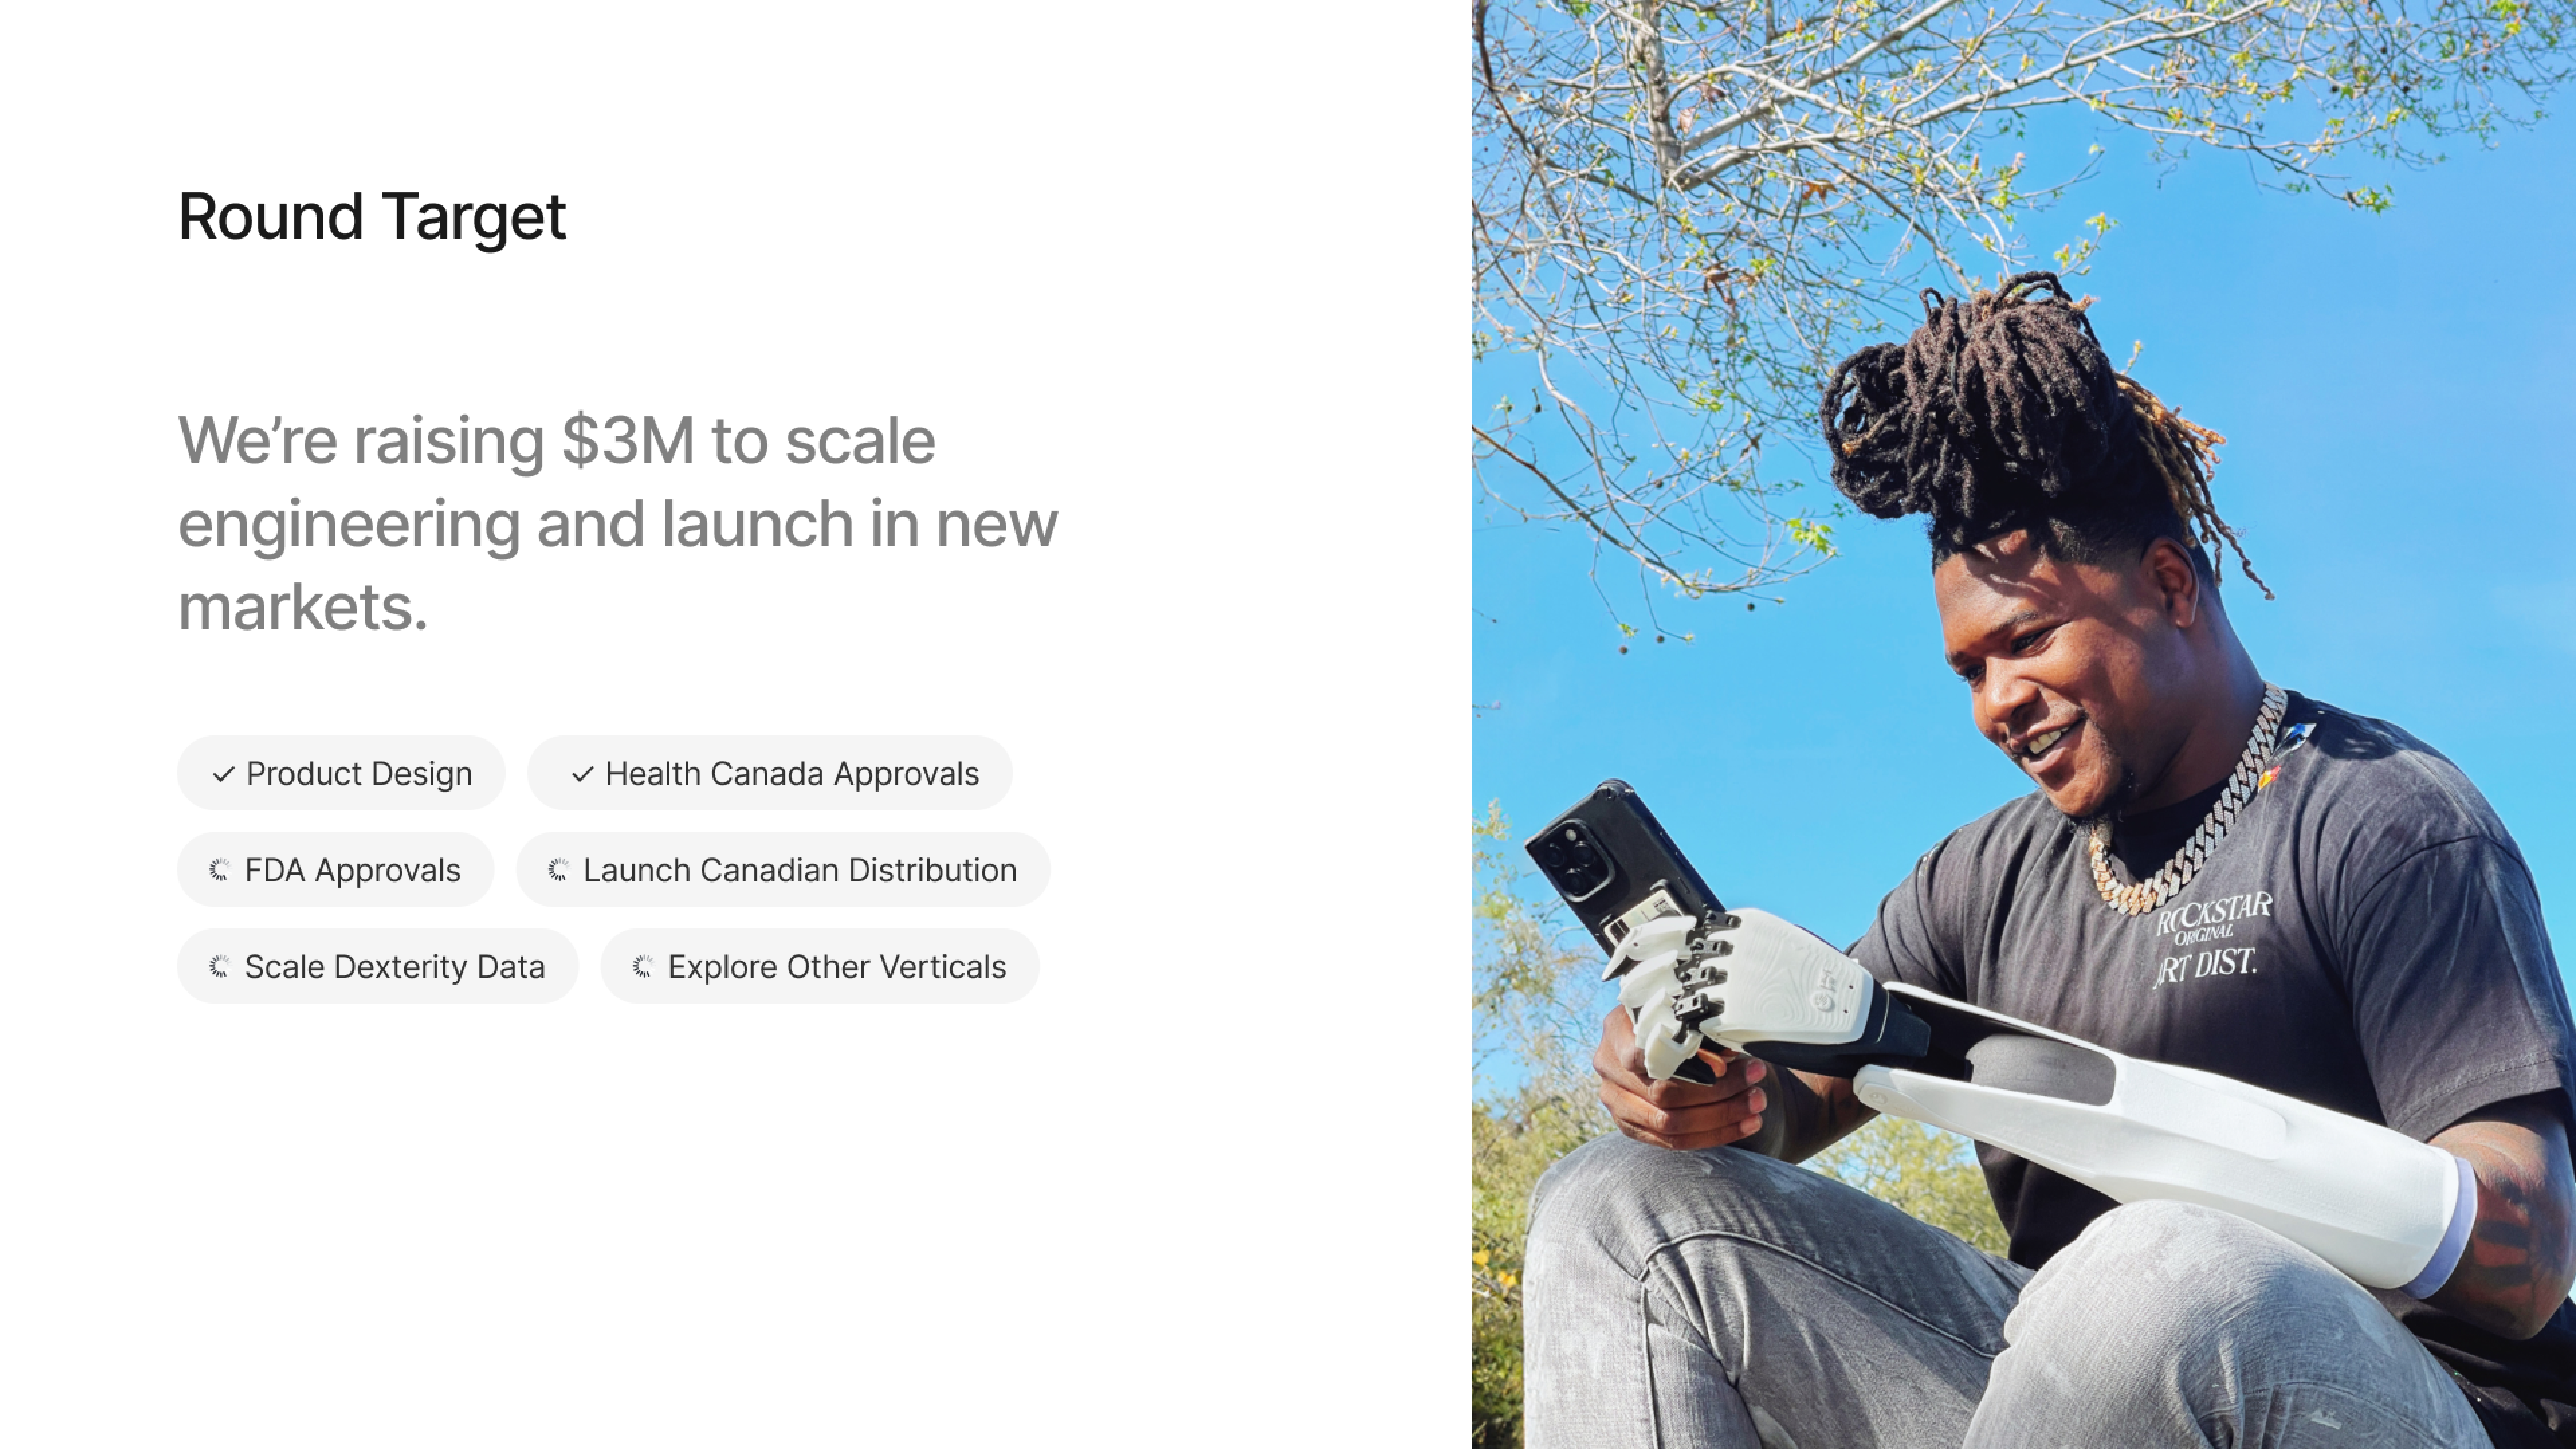 Round Target
We’re raising $3M to scale
engineering and launch in new
markets.
Product Design
Health Canada Approvals
FDA Approvals
Launch Canadian Distribution
Scale Dexterity Data
Explore Other Verticals
ROCKSTAR
ORIGINAL
ART DIST.